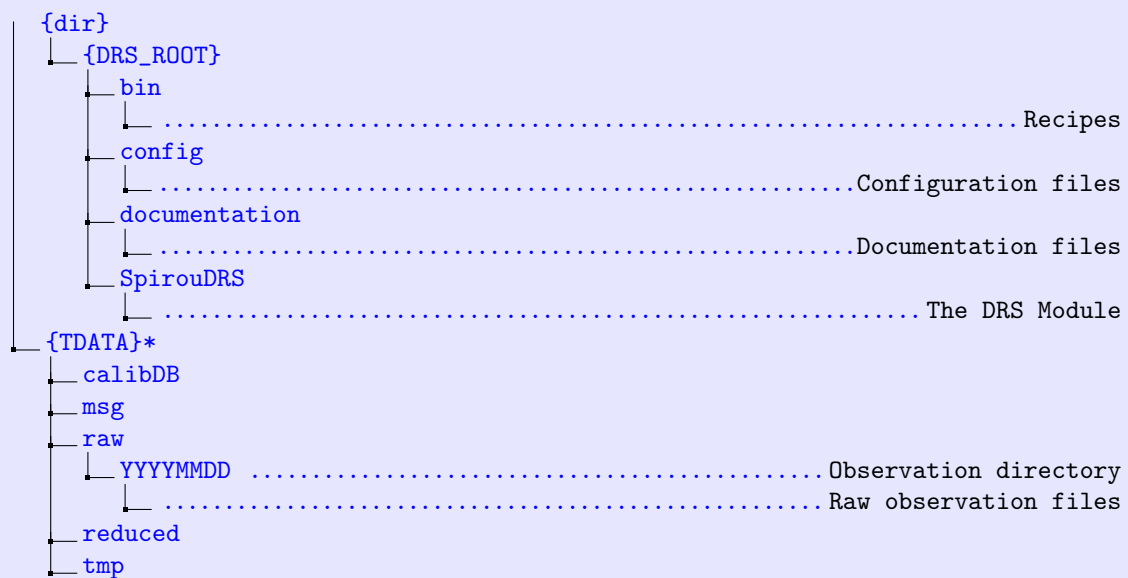 {dir}
{DRS_ROOT}
bin
..................................................................... Recipes
config
........................................................Configuration files
documentation
........................................................Documentation files
SpirouDRS
............................................................. The DRS Module
{TDATA}*
calibDB
msg
raw
YYYYMMDD .............................................. Observation directory
..................................................... Raw observation files
reduced
tmp